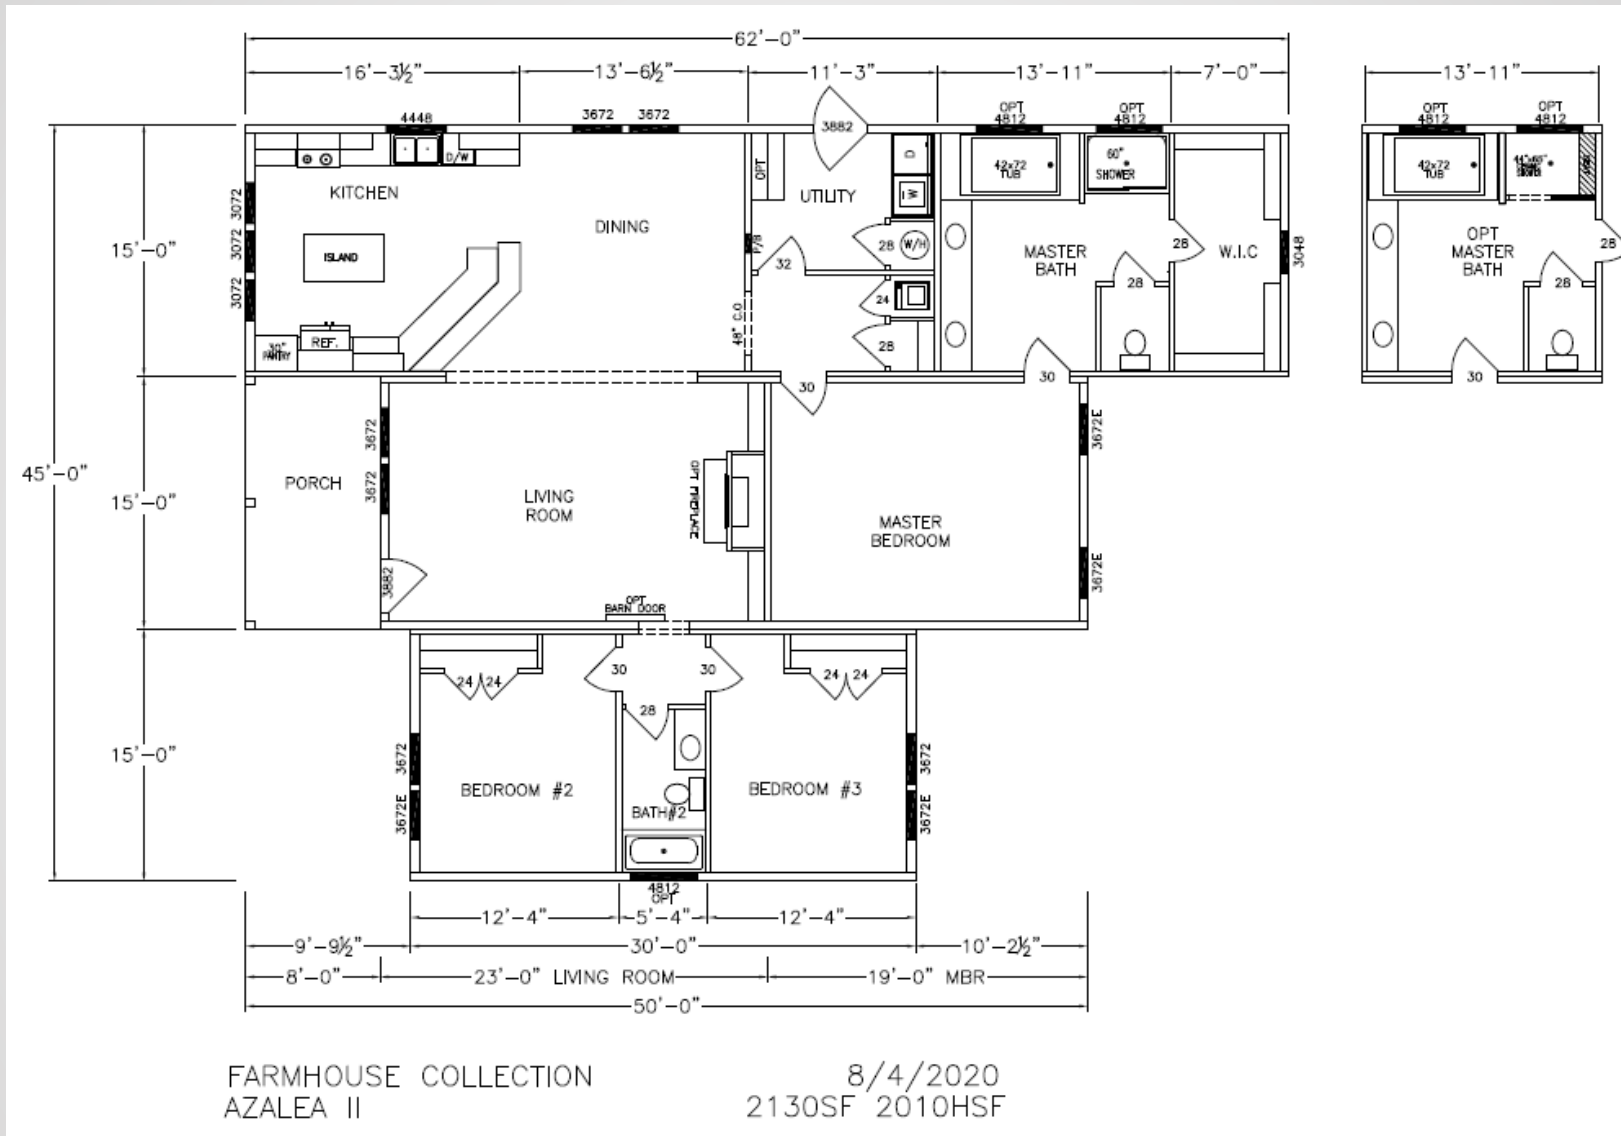 62'-0"
16'-3½" 13'-6½" 11'-3" 13'-11" 7'-0" 13'-11"
4448 3672 3672 3882 OPT 4812 OPT 4812 OPT 4812 OPT 4812
D/W OPT D 42x72 TUB 60" SHOWER 42x72 TUB
KITCHEN UTILITY W
3072 3072 3072
15'-0"
DINING
ISLAND
P/B 32 28 W/H
MASTER BATH 28 28 W.I.C 3048
OPT MASTER BATH 28 28
24
48" C.O
28
30" PANTRY REF.
30 30 30
45'-0"
15'-0"
PORCH
3672 3672
3882
LIVING ROOM
OPT FIREPLACE
MASTER BEDROOM
3672E
3672E
OPT BARN DOOR
24 24 30 30 24 24
28
15'-0"
3672
3672E
BEDROOM #2
BATH#2
BEDROOM #3
3672
3672E
4812 OPT
12'-4" 5'-4" 12'-4"
9'-9½" 30'-0" 10'-2½"
8'-0" 23'-0" LIVING ROOM 19'-0" MBR
50'-0"
FARMHOUSE COLLECTION 8/4/2020
AZALEA II 2130SF 2010HSF